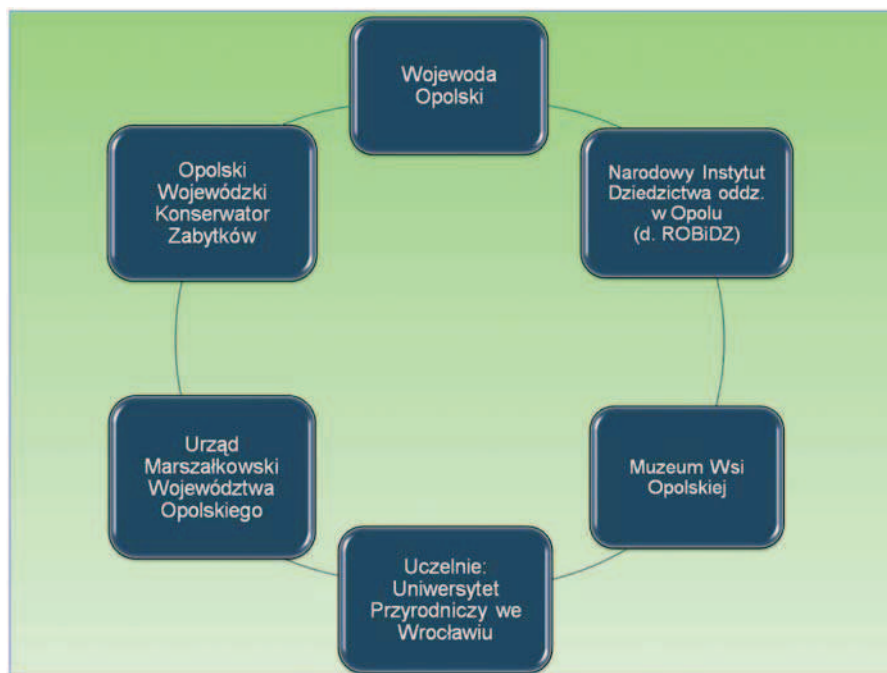 Wojewoda
Opolski
Narodowy Instytut
Dziedzictwa oddz.
w Opolu
(d. ROBiDZ)
Muzeum Wsi
Opolskiej
Uczelnie:
Uniwersytet
Przyrodniczy we
Wrocławiu
Urząd
Marszałkowski
Województwa
Opolskiego
Opolski
Wojewódzki
Konserwator
Zabytków